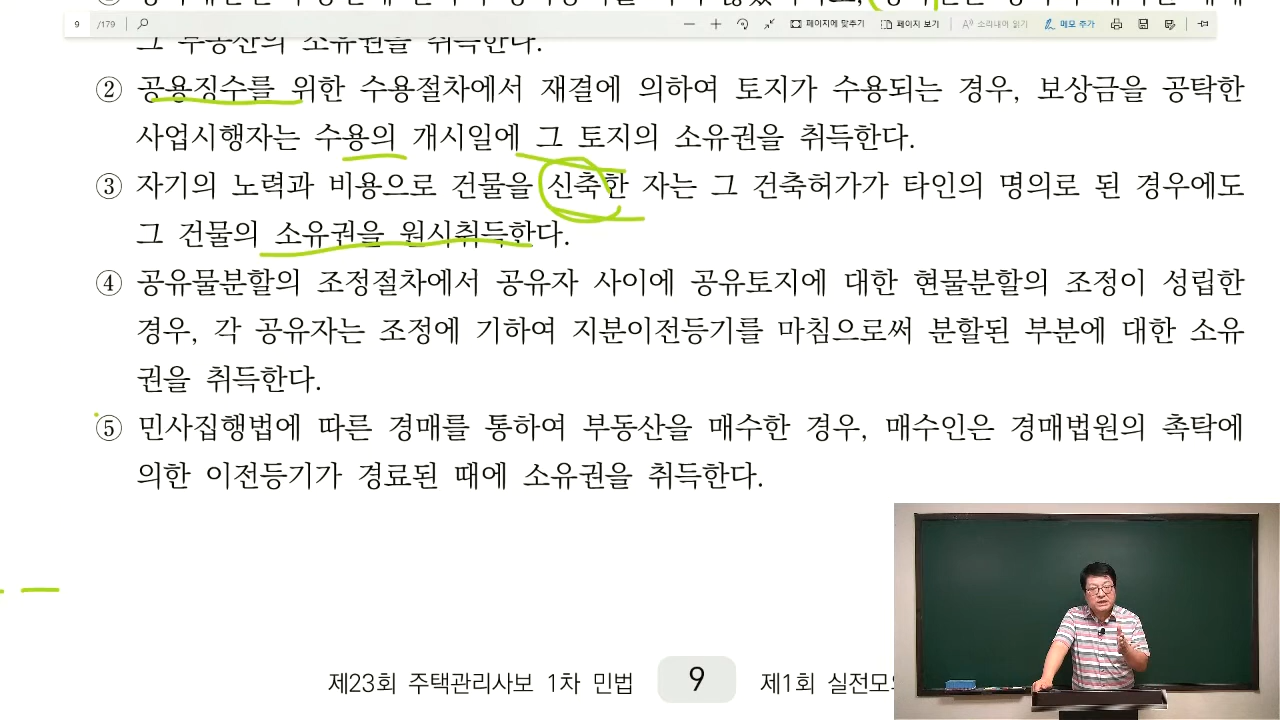 9 /179 페이지에 맞추기 페이지 보기 소리내어 읽기 메모 추가
그 부동산의 소유권을 취득한다.
② 공용징수를 위한 수용절차에서 재결에 의하여 토지가 수용되는 경우, 보상금을 공탁한
사업시행자는 수용의 개시일에 그 토지의 소유권을 취득한다.
③ 자기의 노력과 비용으로 건물을 신축한 자는 그 건축허가가 타인의 명의로 된 경우에도
그 건물의 소유권을 원시취득한다.
④ 공유물분할의 조정절차에서 공유자 사이에 공유토지에 대한 현물분할의 조정이 성립한
경우, 각 공유자는 조정에 기하여 지분이전등기를 마침으로써 분할된 부분에 대한 소유
권을 취득한다.
⑤ 민사집행법에 따른 경매를 통하여 부동산을 매수한 경우, 매수인은 경매법원의 촉탁에
의한 이전등기가 경료된 때에 소유권을 취득한다.
제23회 주택관리사보 1차 민법 9 제1회 실전모